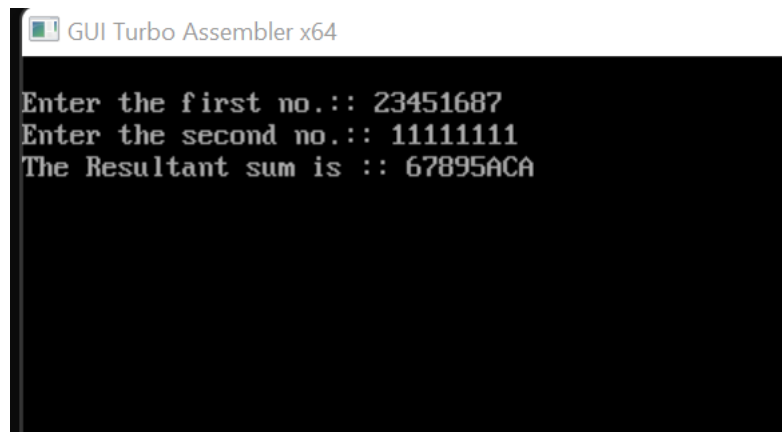 GUI Turbo Assembler x64
Enter the first no.:: 23451687
Enter the second no.:: 11111111
The Resultant sum is :: 67895ACA